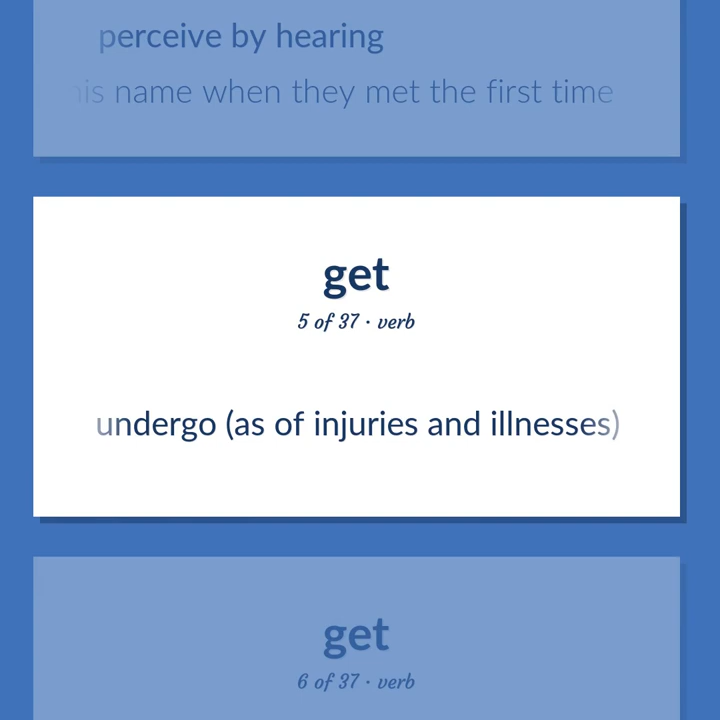 perceive by hearing
his name when they met the first time
get
5 of 37 · verb
undergo (as of injuries and illnesses)
get
6 of 37 · verb